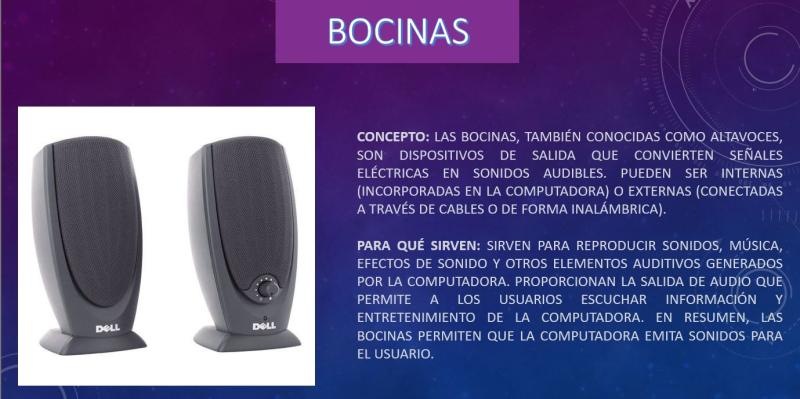 BOCINAS
CONCEPTO: LAS BOCINAS, TAMBIÉN CONOCIDAS COMO ALTAVOCES,
SON DISPOSITIVOS DE SALIDA QUE CONVIERTEN SEÑALES
ELÉCTRICAS EN SONIDOS AUDIBLES. PUEDEN SER INTERNAS
(INCORPORADAS EN LA COMPUTADORA) O EXTERNAS (CONECTADAS
A TRAVÉS DE CABLES O DE FORMA INALÁMBRICA).
PARA QUÉ SIRVEN: SIRVEN PARA REPRODUCIR SONIDOS, MÚSICA,
EFECTOS DE SONIDO Y OTROS ELEMENTOS AUDITIVOS GENERADOS
POR LA COMPUTADORA. PROPORCIONAN LA SALIDA DE AUDIO QUE
PERMITE A LOS USUARIOS ESCUCHAR INFORMACIÓN Y
ENTRETENIMIENTO DE LA COMPUTADORA. EN RESUMEN, LAS
BOCINAS PERMITEN QUE LA COMPUTADORA EMITA SONIDOS PARA
EL USUARIO.
DELL
DELL